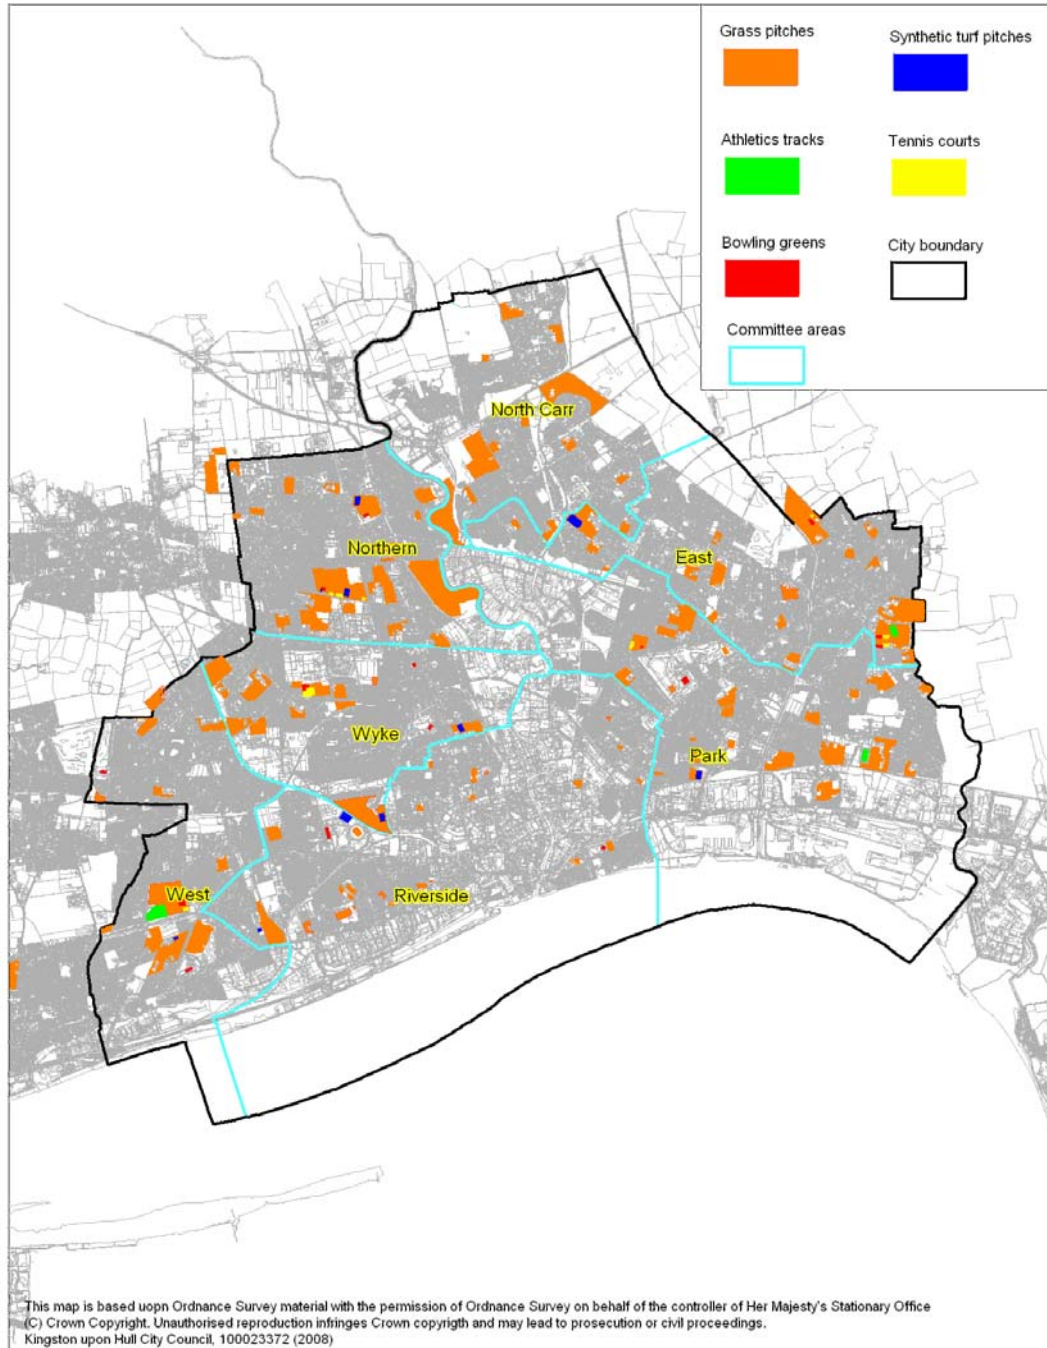 Grass pitches
Synthetic turf pitches
Athletics tracks
Tennis courts
Bowling greens
City boundary
Committee areas
North Carr
Northern
East
Wyke
Park
West
Riverside
This map is based uopn Ordnance Survey material with the permission of Ordnance Survey on behalf of the controller of Her Majesty's Stationary Office
(C) Crown Copyright. Unauthorised reproduction infringes Crown copyrigth and may lead to prosecution or civil proceedings.
Kingston upon Hull City Council, 100023372 (2008)